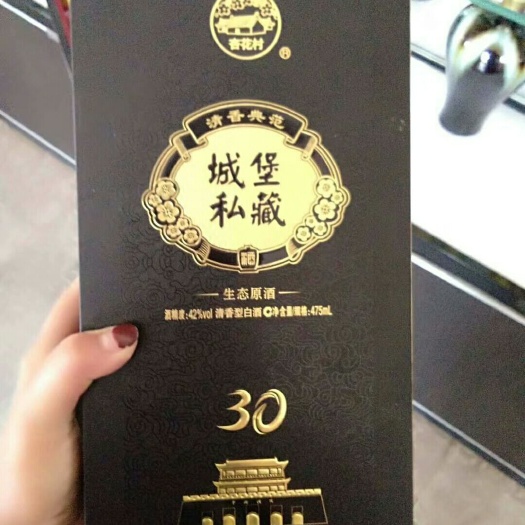 杏花村
®
清香典范
城堡
私藏
生态原酒
酒精度:42%vol 清香型白酒 净含量/规格:475mL
30